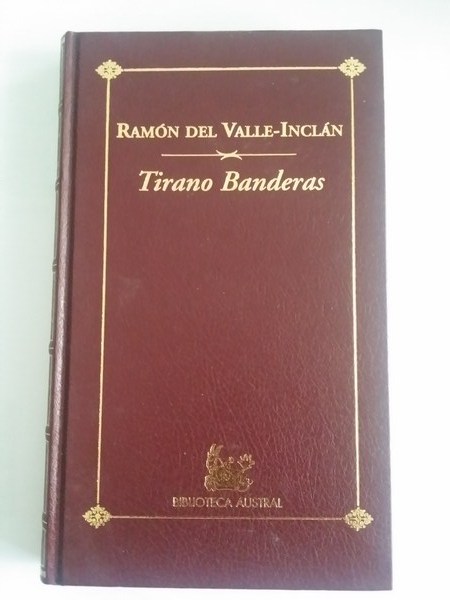 RAMÓN DEL VALLE-INCLÁN
Tirano Banderas
BIBLIOTECA AUSTRAL